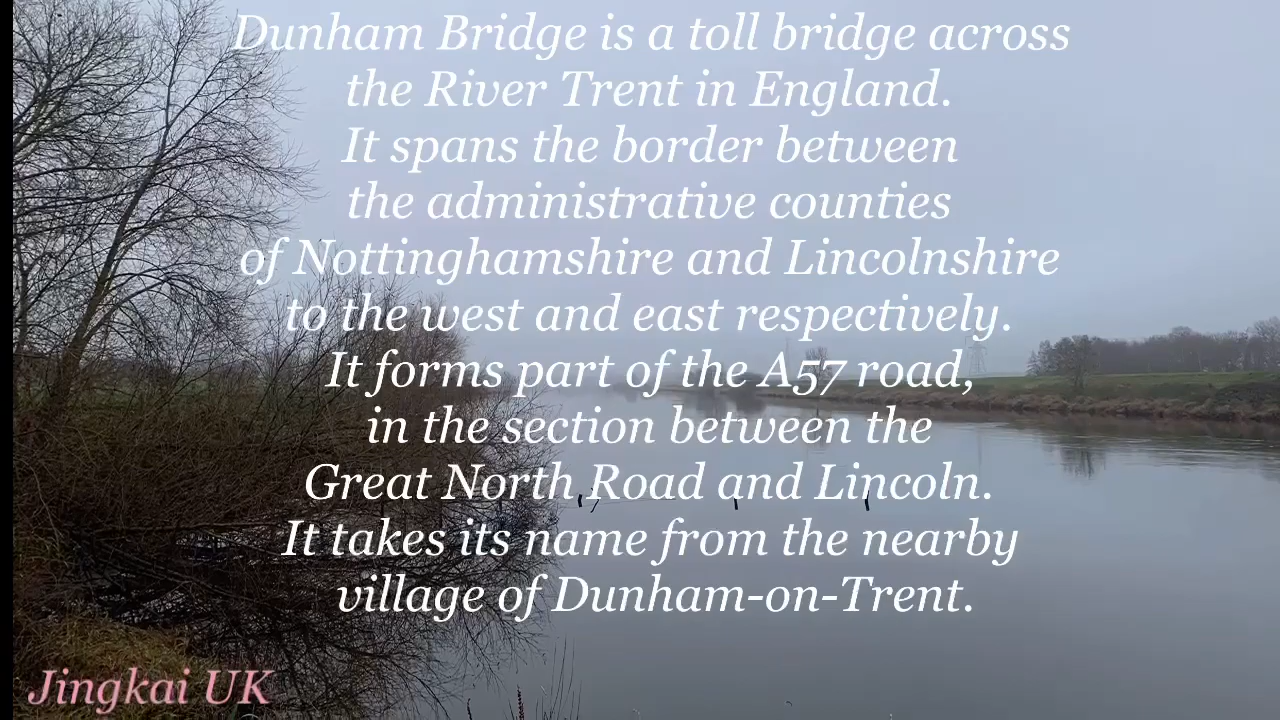 Dunham Bridge is a toll bridge across
the River Trent in England.
It spans the border between
the administrative counties
of Nottinghamshire and Lincolnshire
to the west and east respectively.
It forms part of the A57 road,
in the section between the
Great North Road and Lincoln.
It takes its name from the nearby
village of Dunham-on-Trent.
Jingkai UK